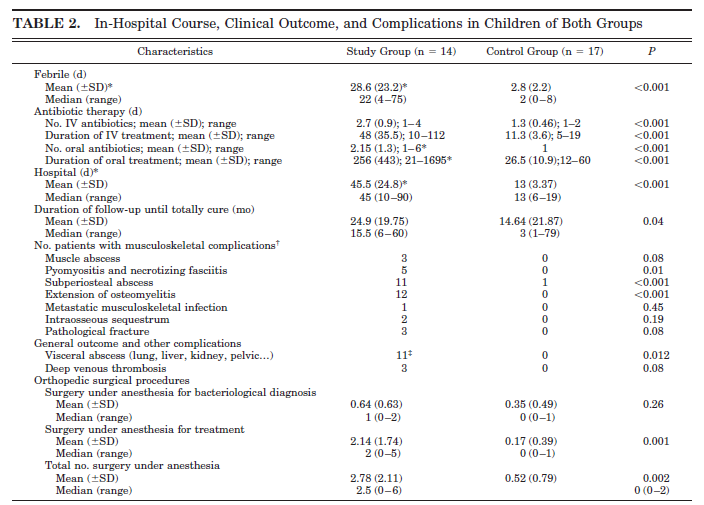 TABLE 2. In-Hospital Course, Clinical Outcome, and Complications in Children of Both Groups
Characteristics Study Group (n = 14) Control Group (n = 17) P
Febrile (d)
Mean (±SD)* 28.6 (23.2)* 2.8 (2.2) <0.001
Median (range) 22 (4–75) 2 (0–8)
Antibiotic therapy (d)
No. IV antibiotics; mean (±SD); range 2.7 (0.9); 1–4 1.3 (0.46); 1–2 <0.001
Duration of IV treatment; mean (±SD); range 48 (35.5); 10–112 11.3 (3.6); 5–19 <0.001
No. oral antibiotics; mean (±SD); range 2.15 (1.3); 1–6* 1 <0.001
Duration of oral treatment; mean (±SD); range 256 (443); 21–1695* 26.5 (10.9);12–60 <0.001
Hospital (d)*
Mean (±SD) 45.5 (24.8)* 13 (3.37) <0.001
Median (range) 45 (10–90) 13 (6–19)
Duration of follow-up until totally cure (mo)
Mean (±SD) 24.9 (19.75) 14.64 (21.87) 0.04
Median (range) 15.5 (6–60) 3 (1–79)
No. patients with musculoskeletal complications†
Muscle abscess 3 0 0.08
Pyomyositis and necrotizing fasciitis 5 0 0.01
Subperiosteal abscess 11 1 <0.001
Extension of osteomyelitis 12 0 <0.001
Metastatic musculoskeletal infection 1 0 0.45
Intraosseous sequestrum 2 0 0.19
Pathological fracture 3 0 0.08
General outcome and other complications
Visceral abscess (lung, liver, kidney, pelvic...) 11‡ 0 0.012
Deep venous thrombosis 3 0 0.08
Orthopedic surgical procedures
Surgery under anesthesia for bacteriological diagnosis
Mean (±SD) 0.64 (0.63) 0.35 (0.49) 0.26
Median (range) 1 (0–2) 0 (0–1)
Surgery under anesthesia for treatment
Mean (±SD) 2.14 (1.74) 0.17 (0.39) 0.001
Median (range) 2 (0–5) 0 (0–1)
Total no. surgery under anesthesia
Mean (±SD) 2.78 (2.11) 0.52 (0.79) 0.002
Median (range) 2.5 (0–6) 0 (0–2)